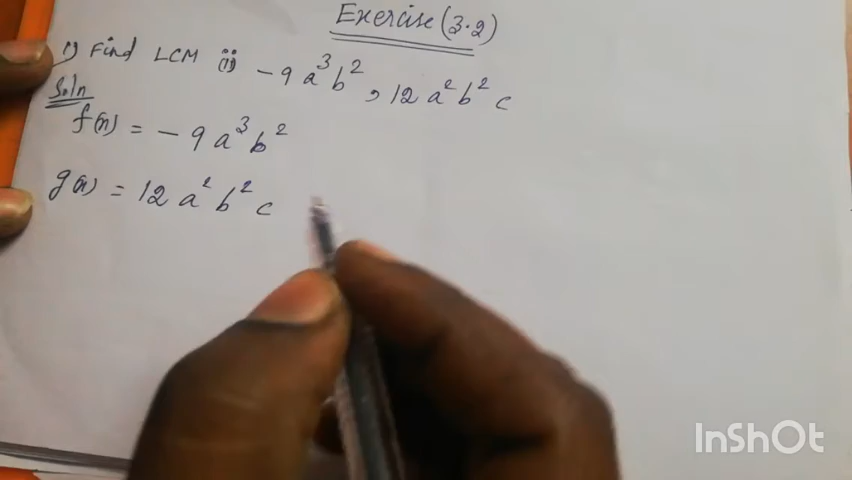 Exercise (3.2)
1) Find LCM (ii) -9a³b², 12a²b²c
Soln
f(x) = -9a³b²
g(x) = 12a²b²c
InShOt